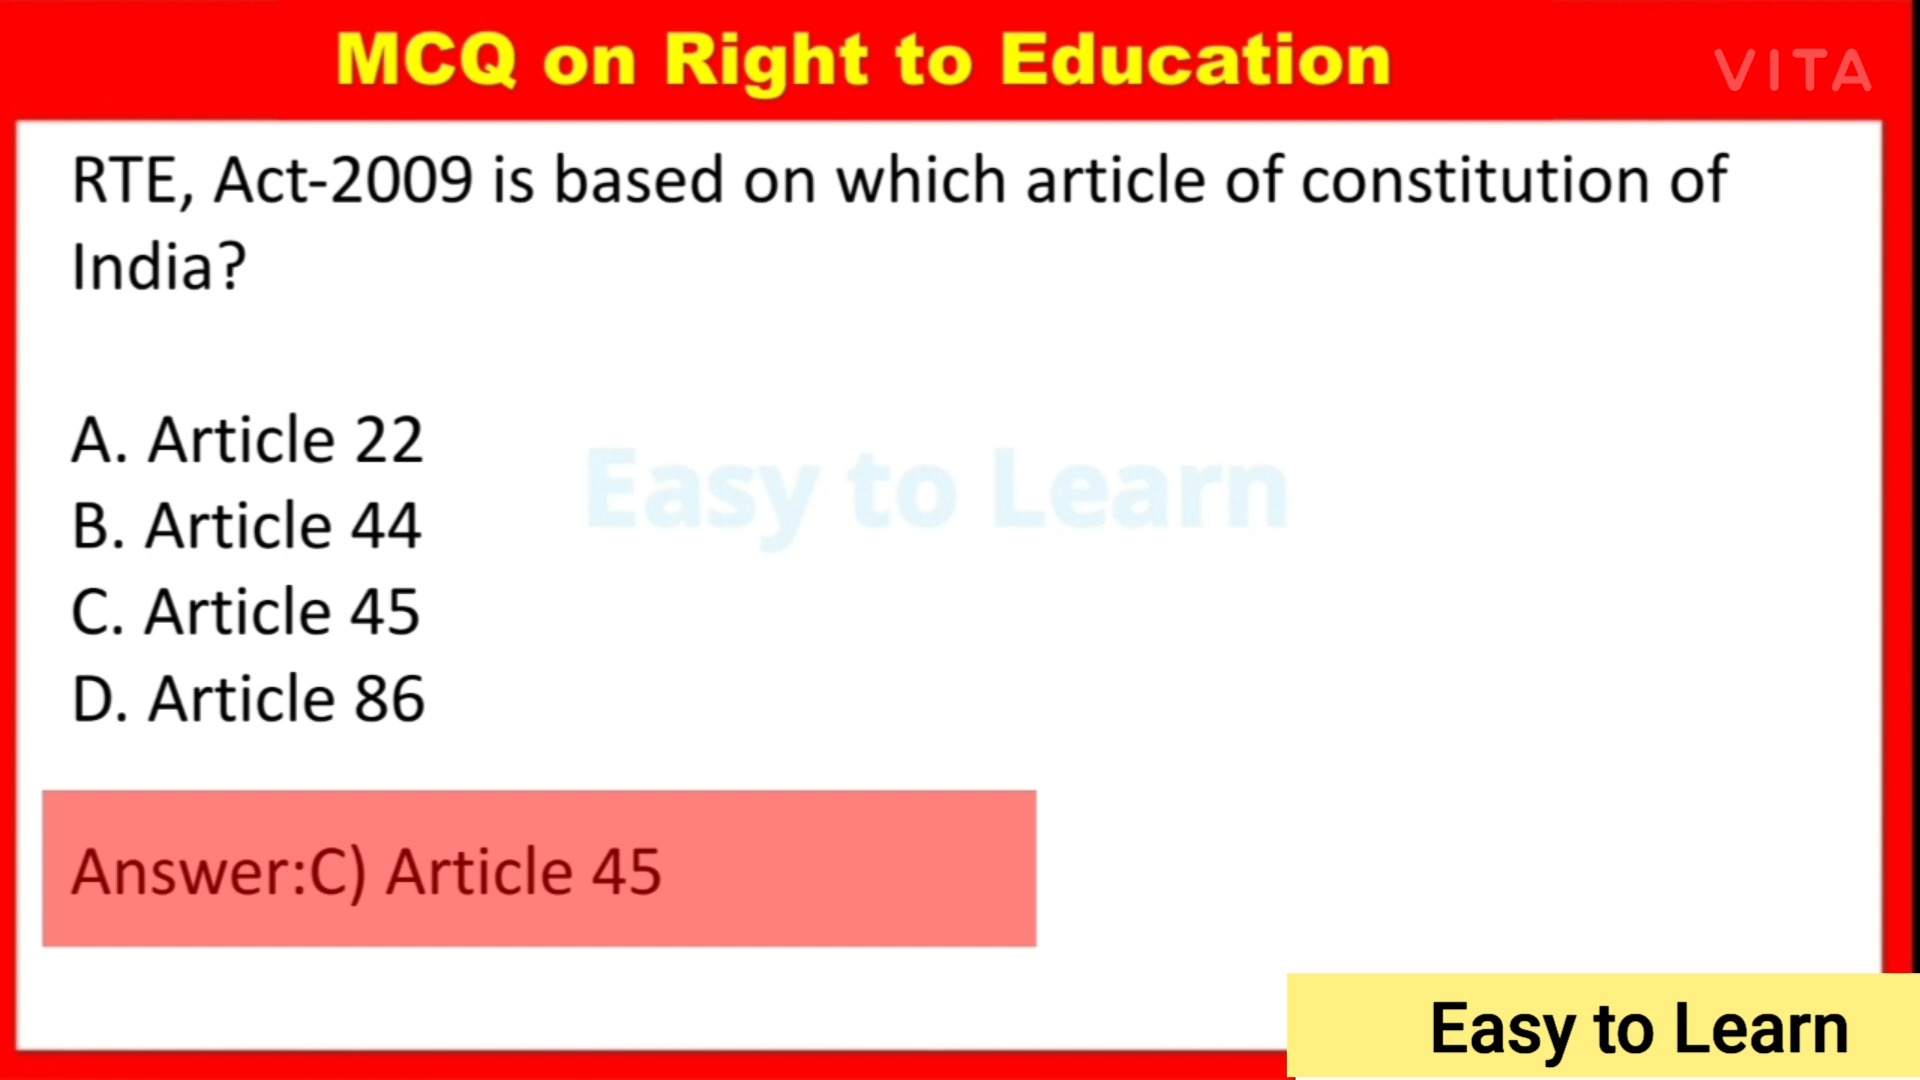 MCQ on Right to Education
VITA
RTE, Act-2009 is based on which article of constitution of
India?
A. Article 22
Easy to Learn
B. Article 44
C. Article 45
D. Article 86
Answer:C) Article 45
Easy to Learn